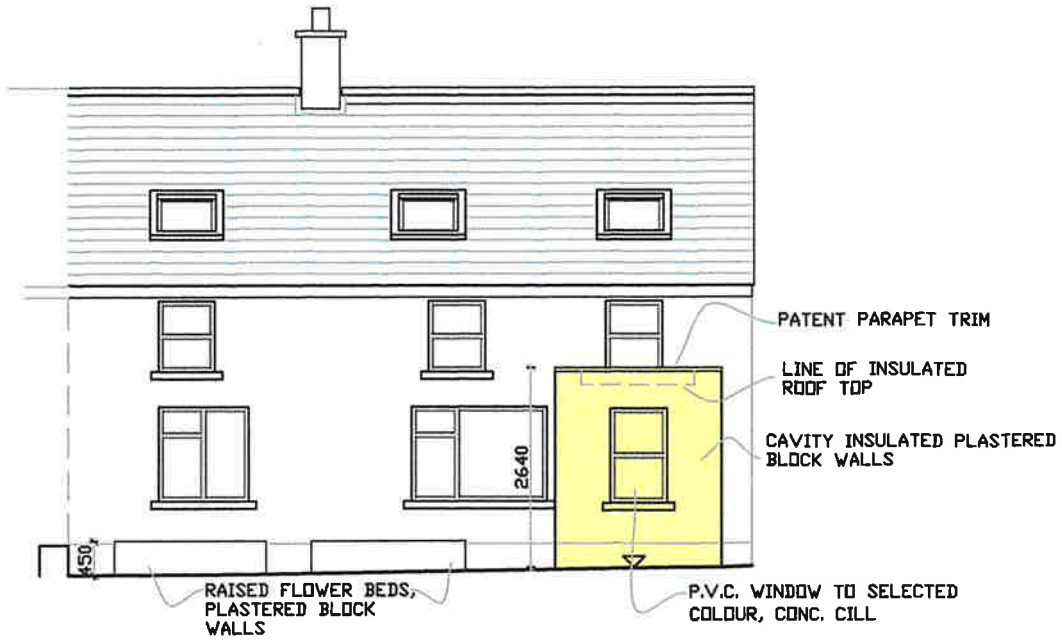 PATENT PARAPET TRIM
LINE OF INSULATED
ROOF TOP
CAVITY INSULATED PLASTERED
BLOCK WALLS
2640
450
RAISED FLOWER BEDS,
PLASTERED BLOCK
WALLS
P.V.C. WINDOW TO SELECTED
COLOUR, CONC. CILL